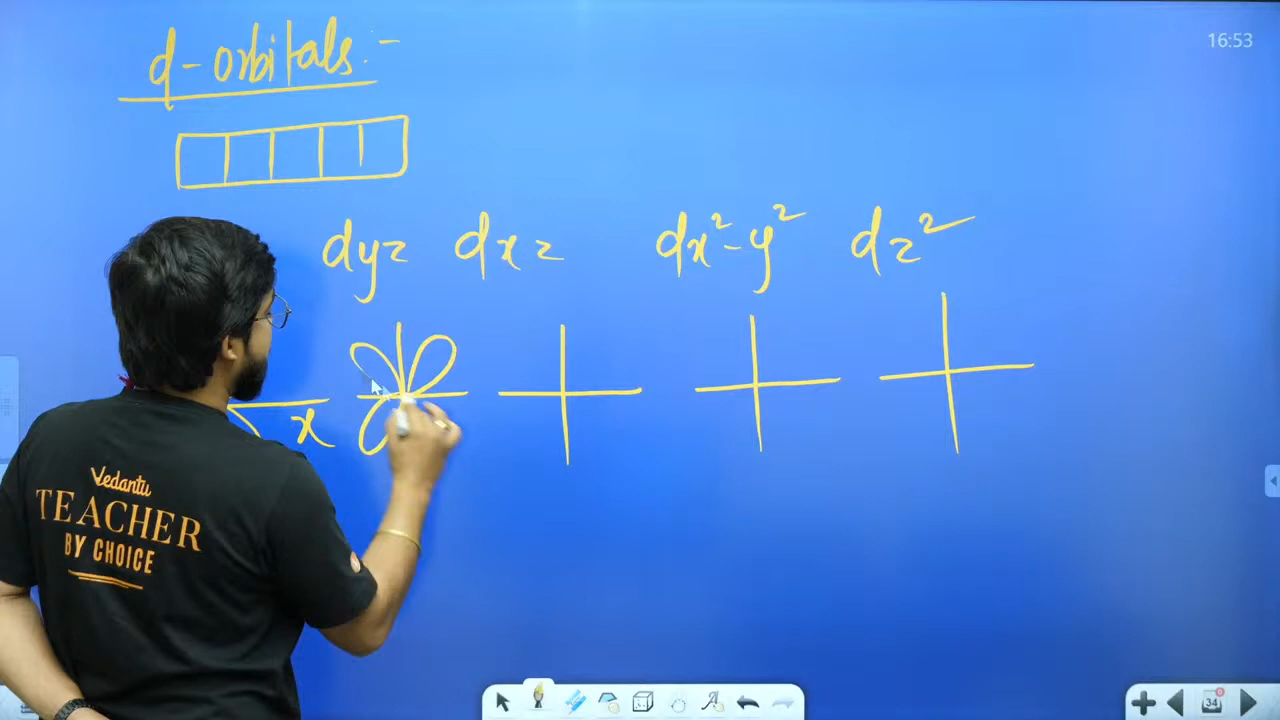 d-orbitals:-
16:53
dyz dxz dx²-y² dz²
x
Vedantu
TEACHER
BY CHOICE
34